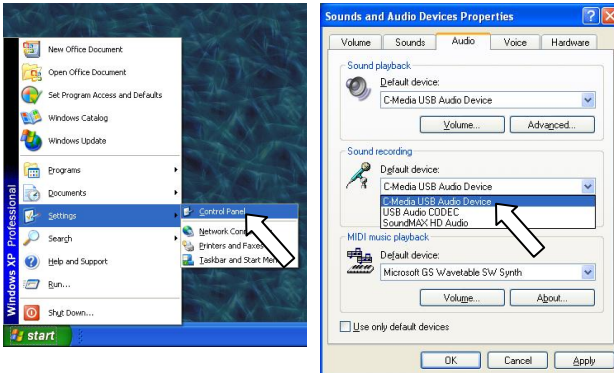 New Office Document
Open Office Document
Set Program Access and Defaults
Windows Catalog
Windows Update
Programs
Documents
Settings
Search
Help and Support
Run...
Shut Down...
Windows XP Professional
start
Control Panel
Network Conn
Printers and Faxes
Taskbar and Start Men
Sounds and Audio Devices Properties
Volume Sounds Audio Voice Hardware
Sound playback
Default device:
C-Media USB Audio Device
Volume... Advanced...
Sound recording
Default device:
C-Media USB Audio Device
C-Media USB Audio Device
USB Audio CODEC
SoundMAX HD Audio
MIDI music playback
Default device:
Microsoft GS Wavetable SW Synth
Volume... About...
Use only default devices
OK Cancel Apply